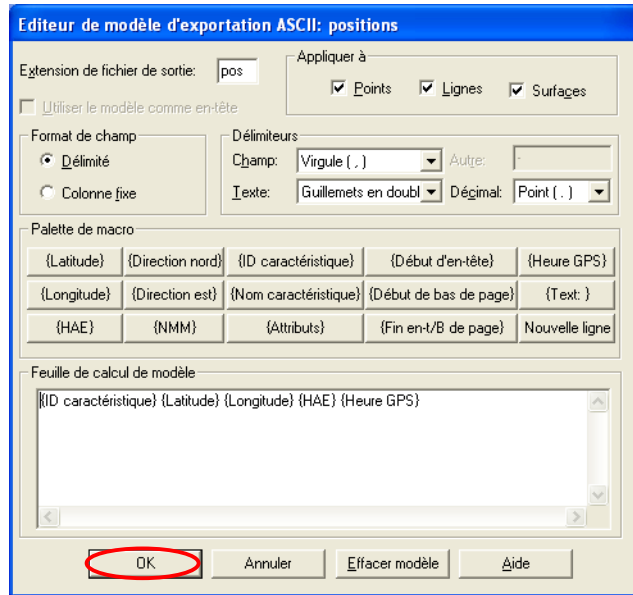 Editeur de modèle d'exportation ASCII: positions
Extension de fichier de sortie: pos
Appliquer à
Points Lignes Surfaces
Utiliser le modèle comme en-tête
Format de champ
Délimité
Colonne fixe
Délimiteurs
Champ: Virgule ( , ) Autre: -
Texte: Guillemets en doubl Décimal: Point ( . )
Palette de macro
{Latitude} {Direction nord} {ID caractéristique} {Début d'en-tête} {Heure GPS}
{Longitude} {Direction est} {Nom caractéristique} {Début de bas de page} {Text: }
{HAE} {NMM} {Attributs} {Fin en-t/B de page} Nouvelle ligne
Feuille de calcul de modèle
{ID caractéristique} {Latitude} {Longitude} {HAE} {Heure GPS}
OK Annuler Effacer modèle Aide